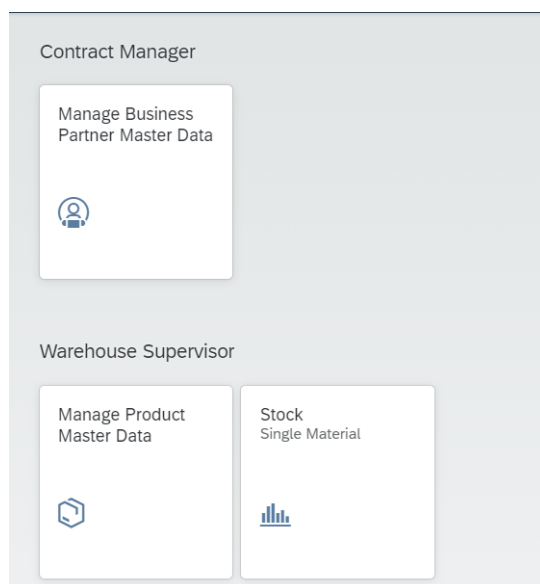 Contract Manager
Manage Business
Partner Master Data
Warehouse Supervisor
Manage Product
Master Data
Stock
Single Material